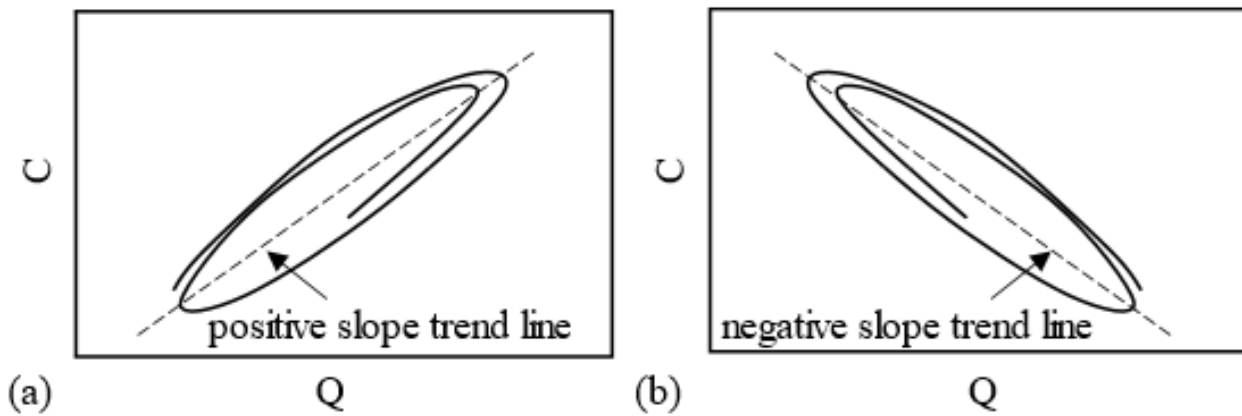 C
C
positive slope trend line
negative slope trend line
(a)
Q
(b)
Q